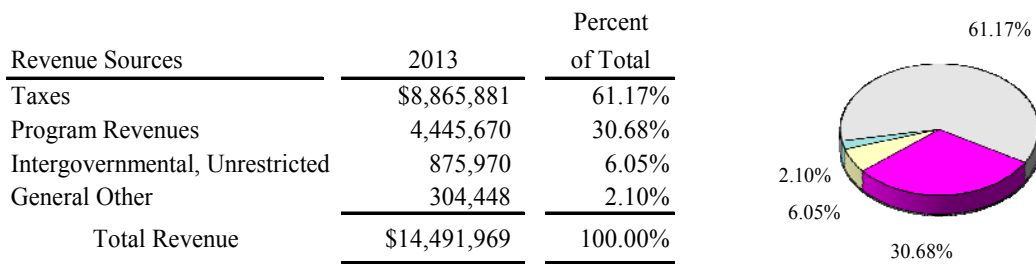 Percent
Revenue Sources 2013 of Total
Taxes $8,865,881 61.17%
Program Revenues 4,445,670 30.68%
Intergovernmental, Unrestricted 875,970 6.05%
General Other 304,448 2.10%
Total Revenue $14,491,969 100.00%
61.17%
2.10%
6.05%
30.68%